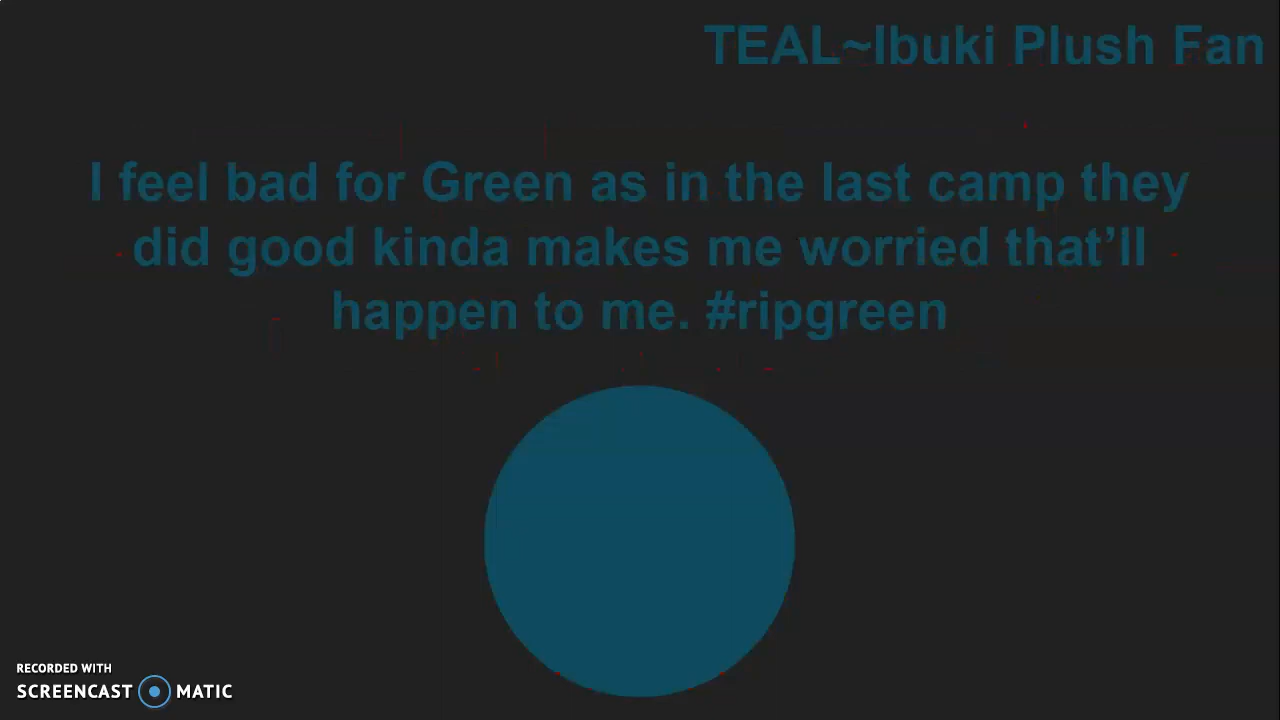 TEAL~Ibuki Plush Fan
I feel bad for Green as in the last camp they
did good kinda makes me worried that’ll
happen to me. #ripgreen
RECORDED WITH
SCREENCAST MATIC